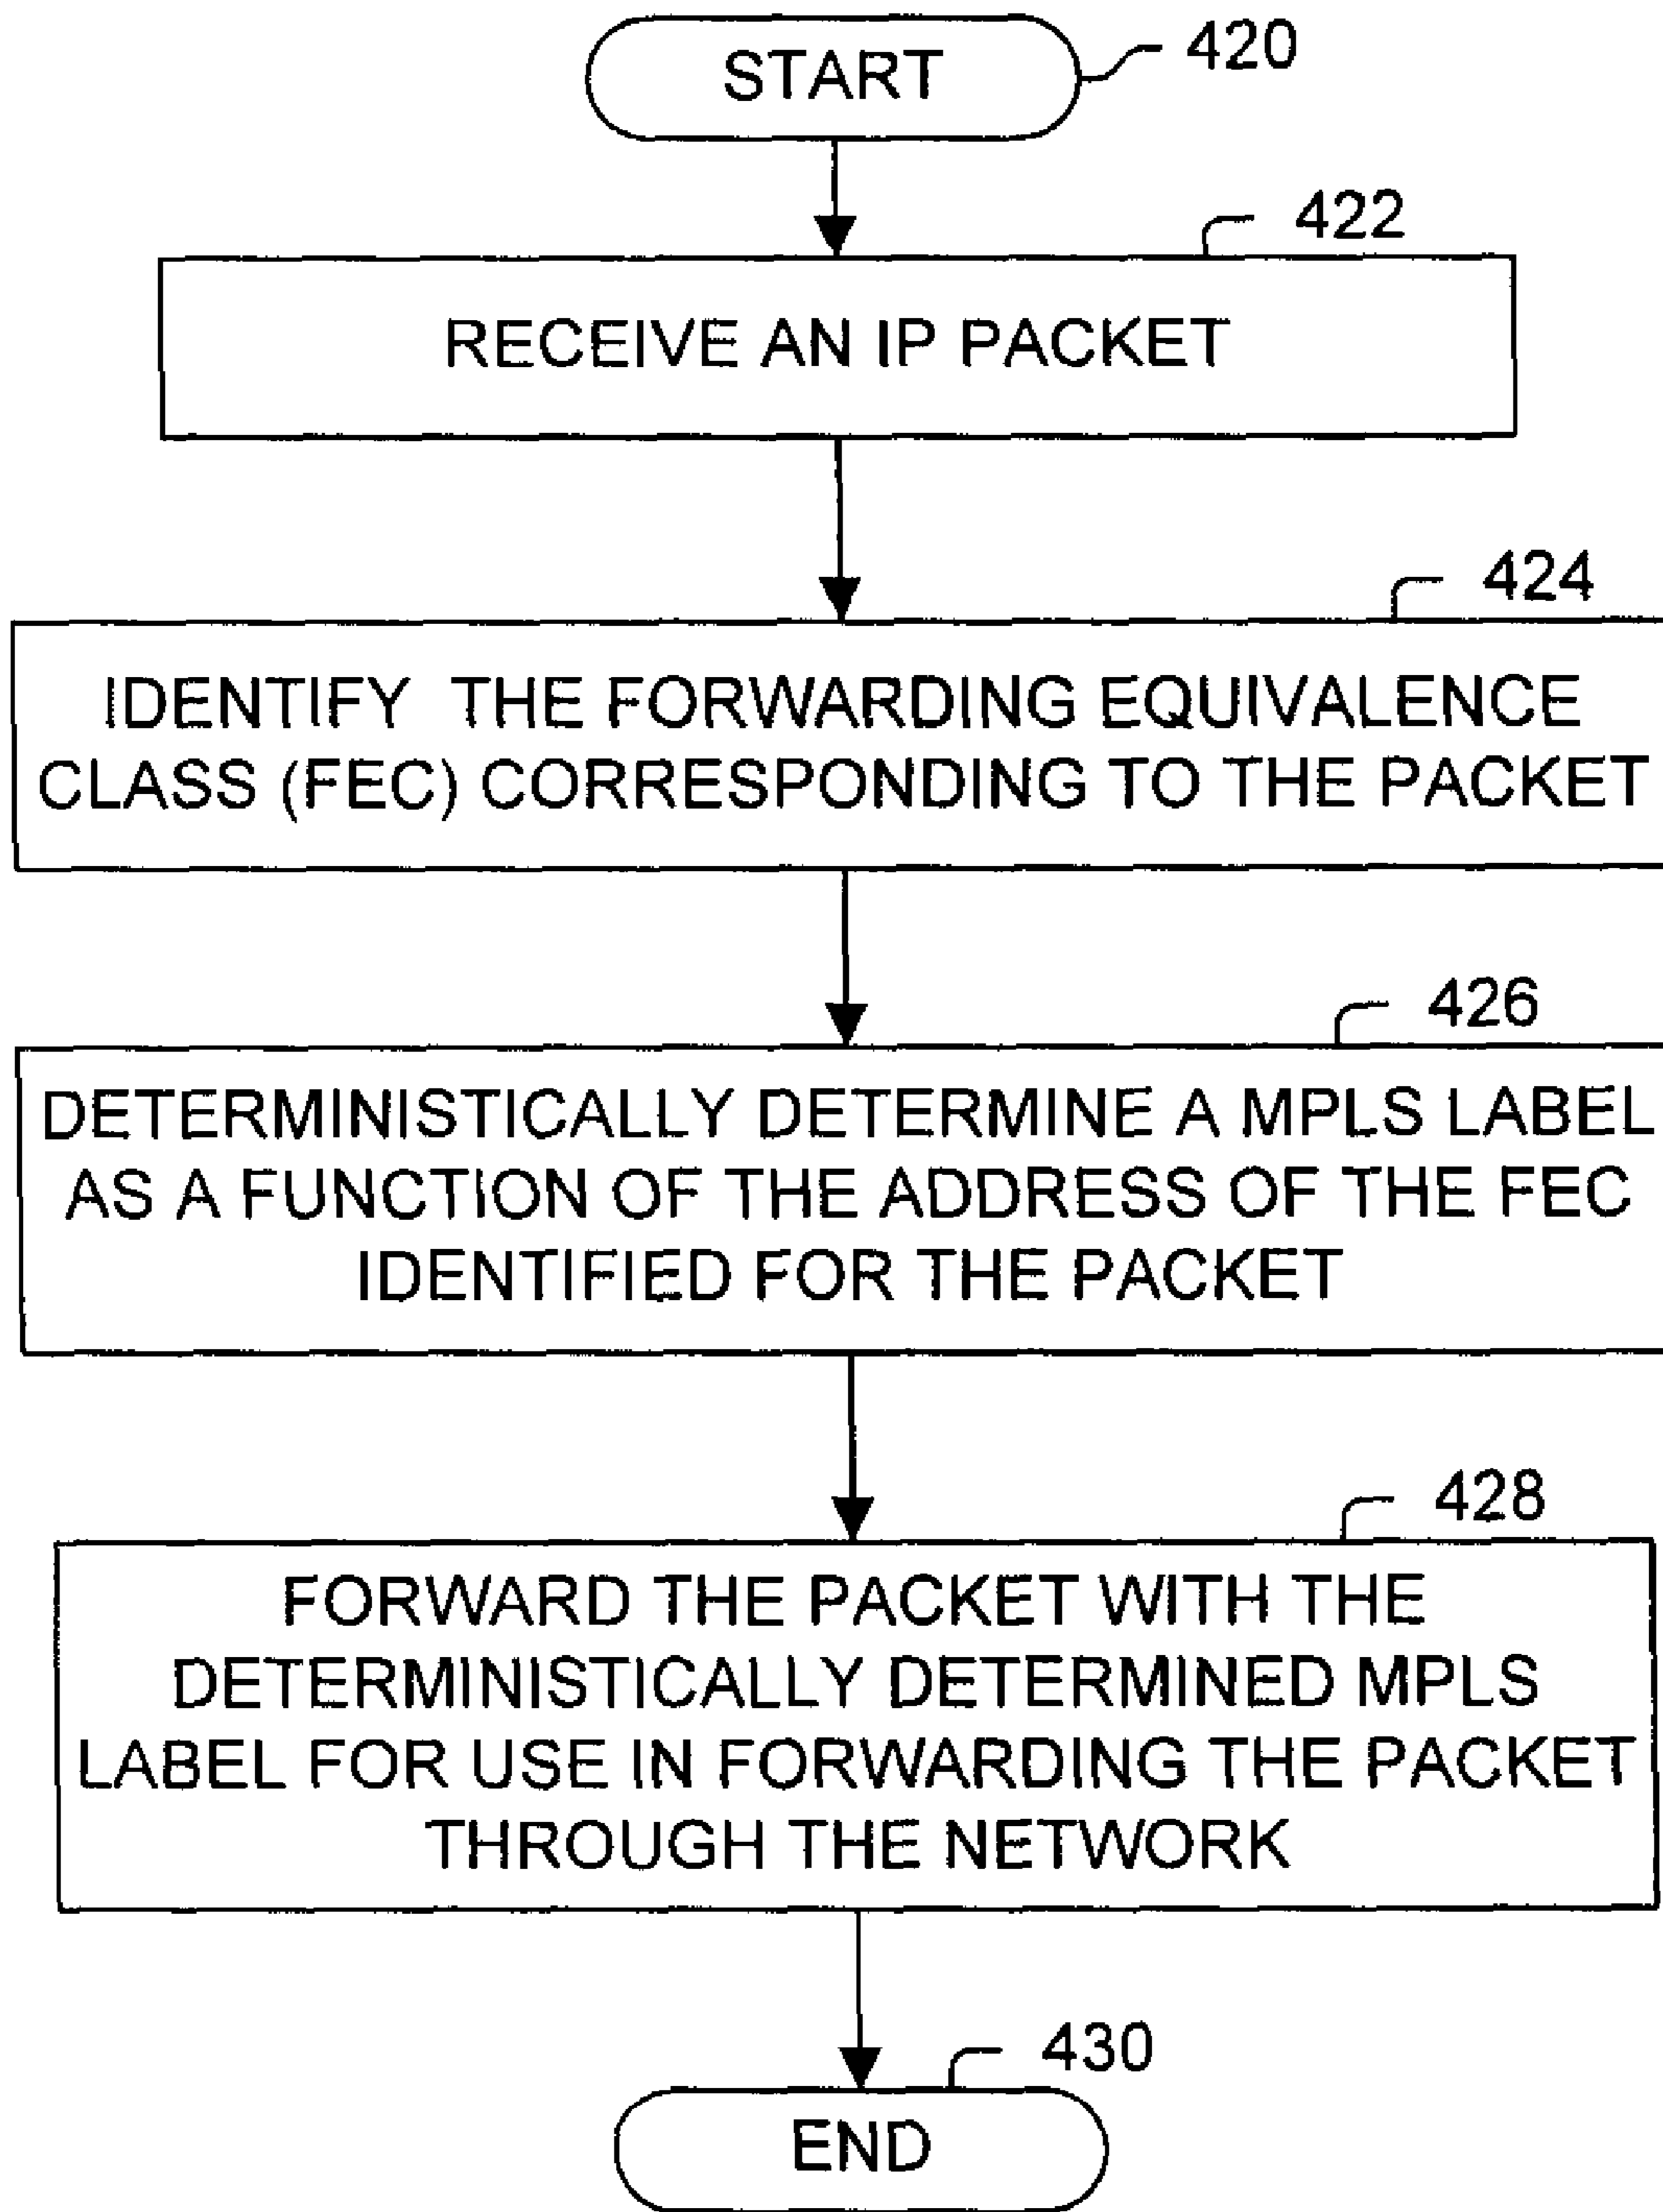 START
420
422
RECEIVE AN IP PACKET
424
IDENTIFY THE FORWARDING EQUIVALENCE
CLASS (FEC) CORRESPONDING TO THE PACKET
426
DETERMINISTICALLY DETERMINE A MPLS LABEL
AS A FUNCTION OF THE ADDRESS OF THE FEC
IDENTIFIED FOR THE PACKET
428
FORWARD THE PACKET WITH THE
DETERMINISTICALLY DETERMINED MPLS
LABEL FOR USE IN FORWARDING THE PACKET
THROUGH THE NETWORK
430
END